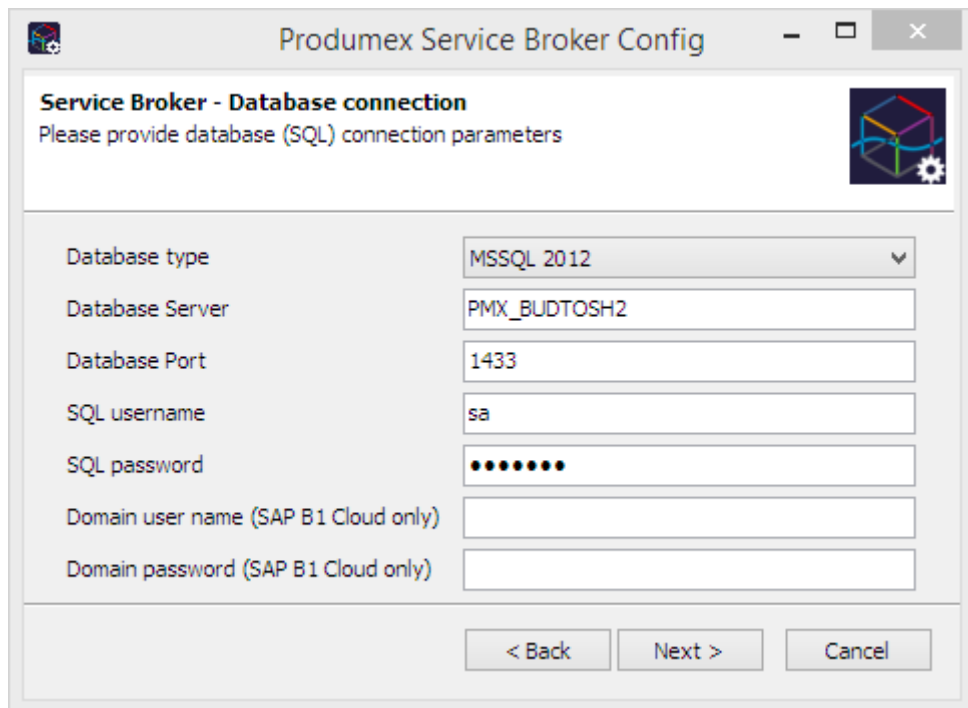 Produmex Service Broker Config
Service Broker - Database connection
Please provide database (SQL) connection parameters
Database type
MSSQL 2012
Database Server
PMX_BUDTOSH2
Database Port
1433
SQL username
sa
SQL password
•••••••
Domain user name (SAP B1 Cloud only)
Domain password (SAP B1 Cloud only)
< Back
Next >
Cancel